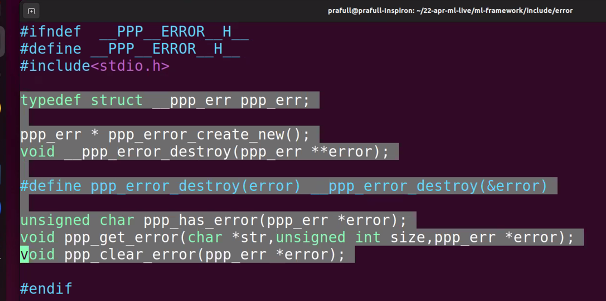 prafull@prafull-Inspiron: ~/22-apr-ml-live/ml-framework/include/error
#ifndef  __PPP__ERROR__H__
#define __PPP__ERROR__H__
#include<stdio.h>
typedef struct __ppp_err ppp_err;
ppp_err * ppp_error_create_new();
void __ppp_error_destroy(ppp_err **error);
#define ppp_error_destroy(error) __ppp_error_destroy(&error)
unsigned char ppp_has_error(ppp_err *error);
void ppp_get_error(char *str,unsigned int size,ppp_err *error);
void ppp_clear_error(ppp_err *error);
#endif